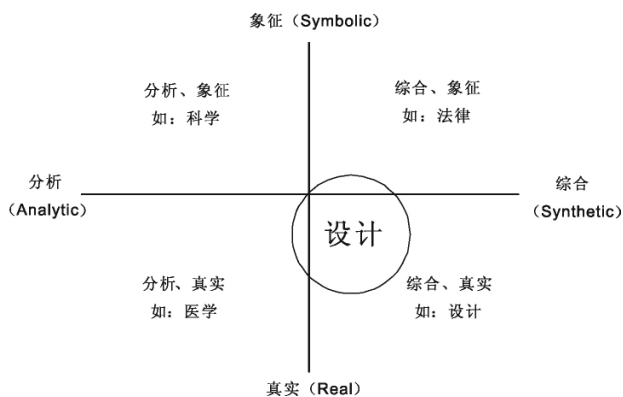 象征（Symbolic）
分析、象征
如：科学
综合、象征
如：法律
分析
（Analytic）
综合
（Synthetic）
设计
分析、真实
如：医学
综合、真实
如：设计
真实（Real）